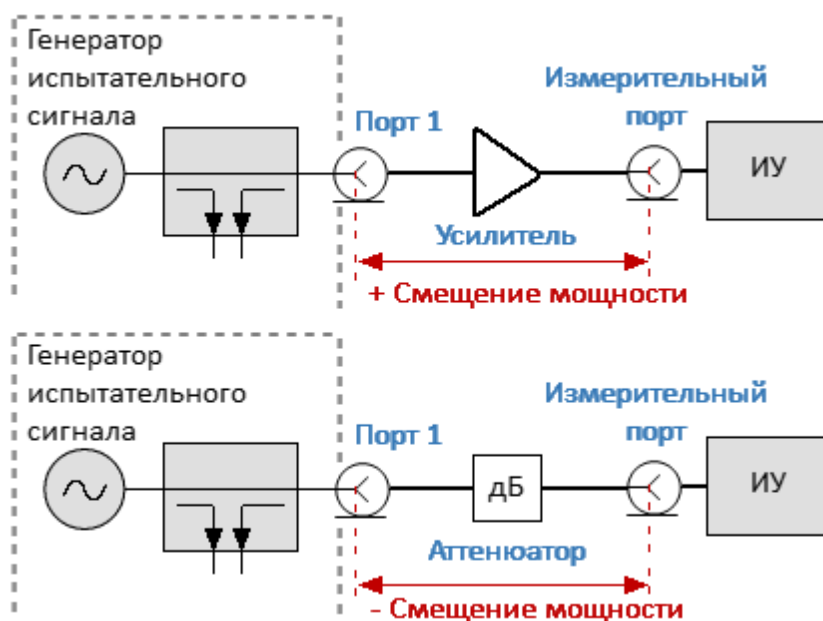 Генератор
испытательного
сигнала
Порт 1
Измерительный
порт
ИУ
Усилитель
+ Смещение мощности
Генератор
испытательного
сигнала
Порт 1
Измерительный
порт
дБ
ИУ
Аттенюатор
- Смещение мощности